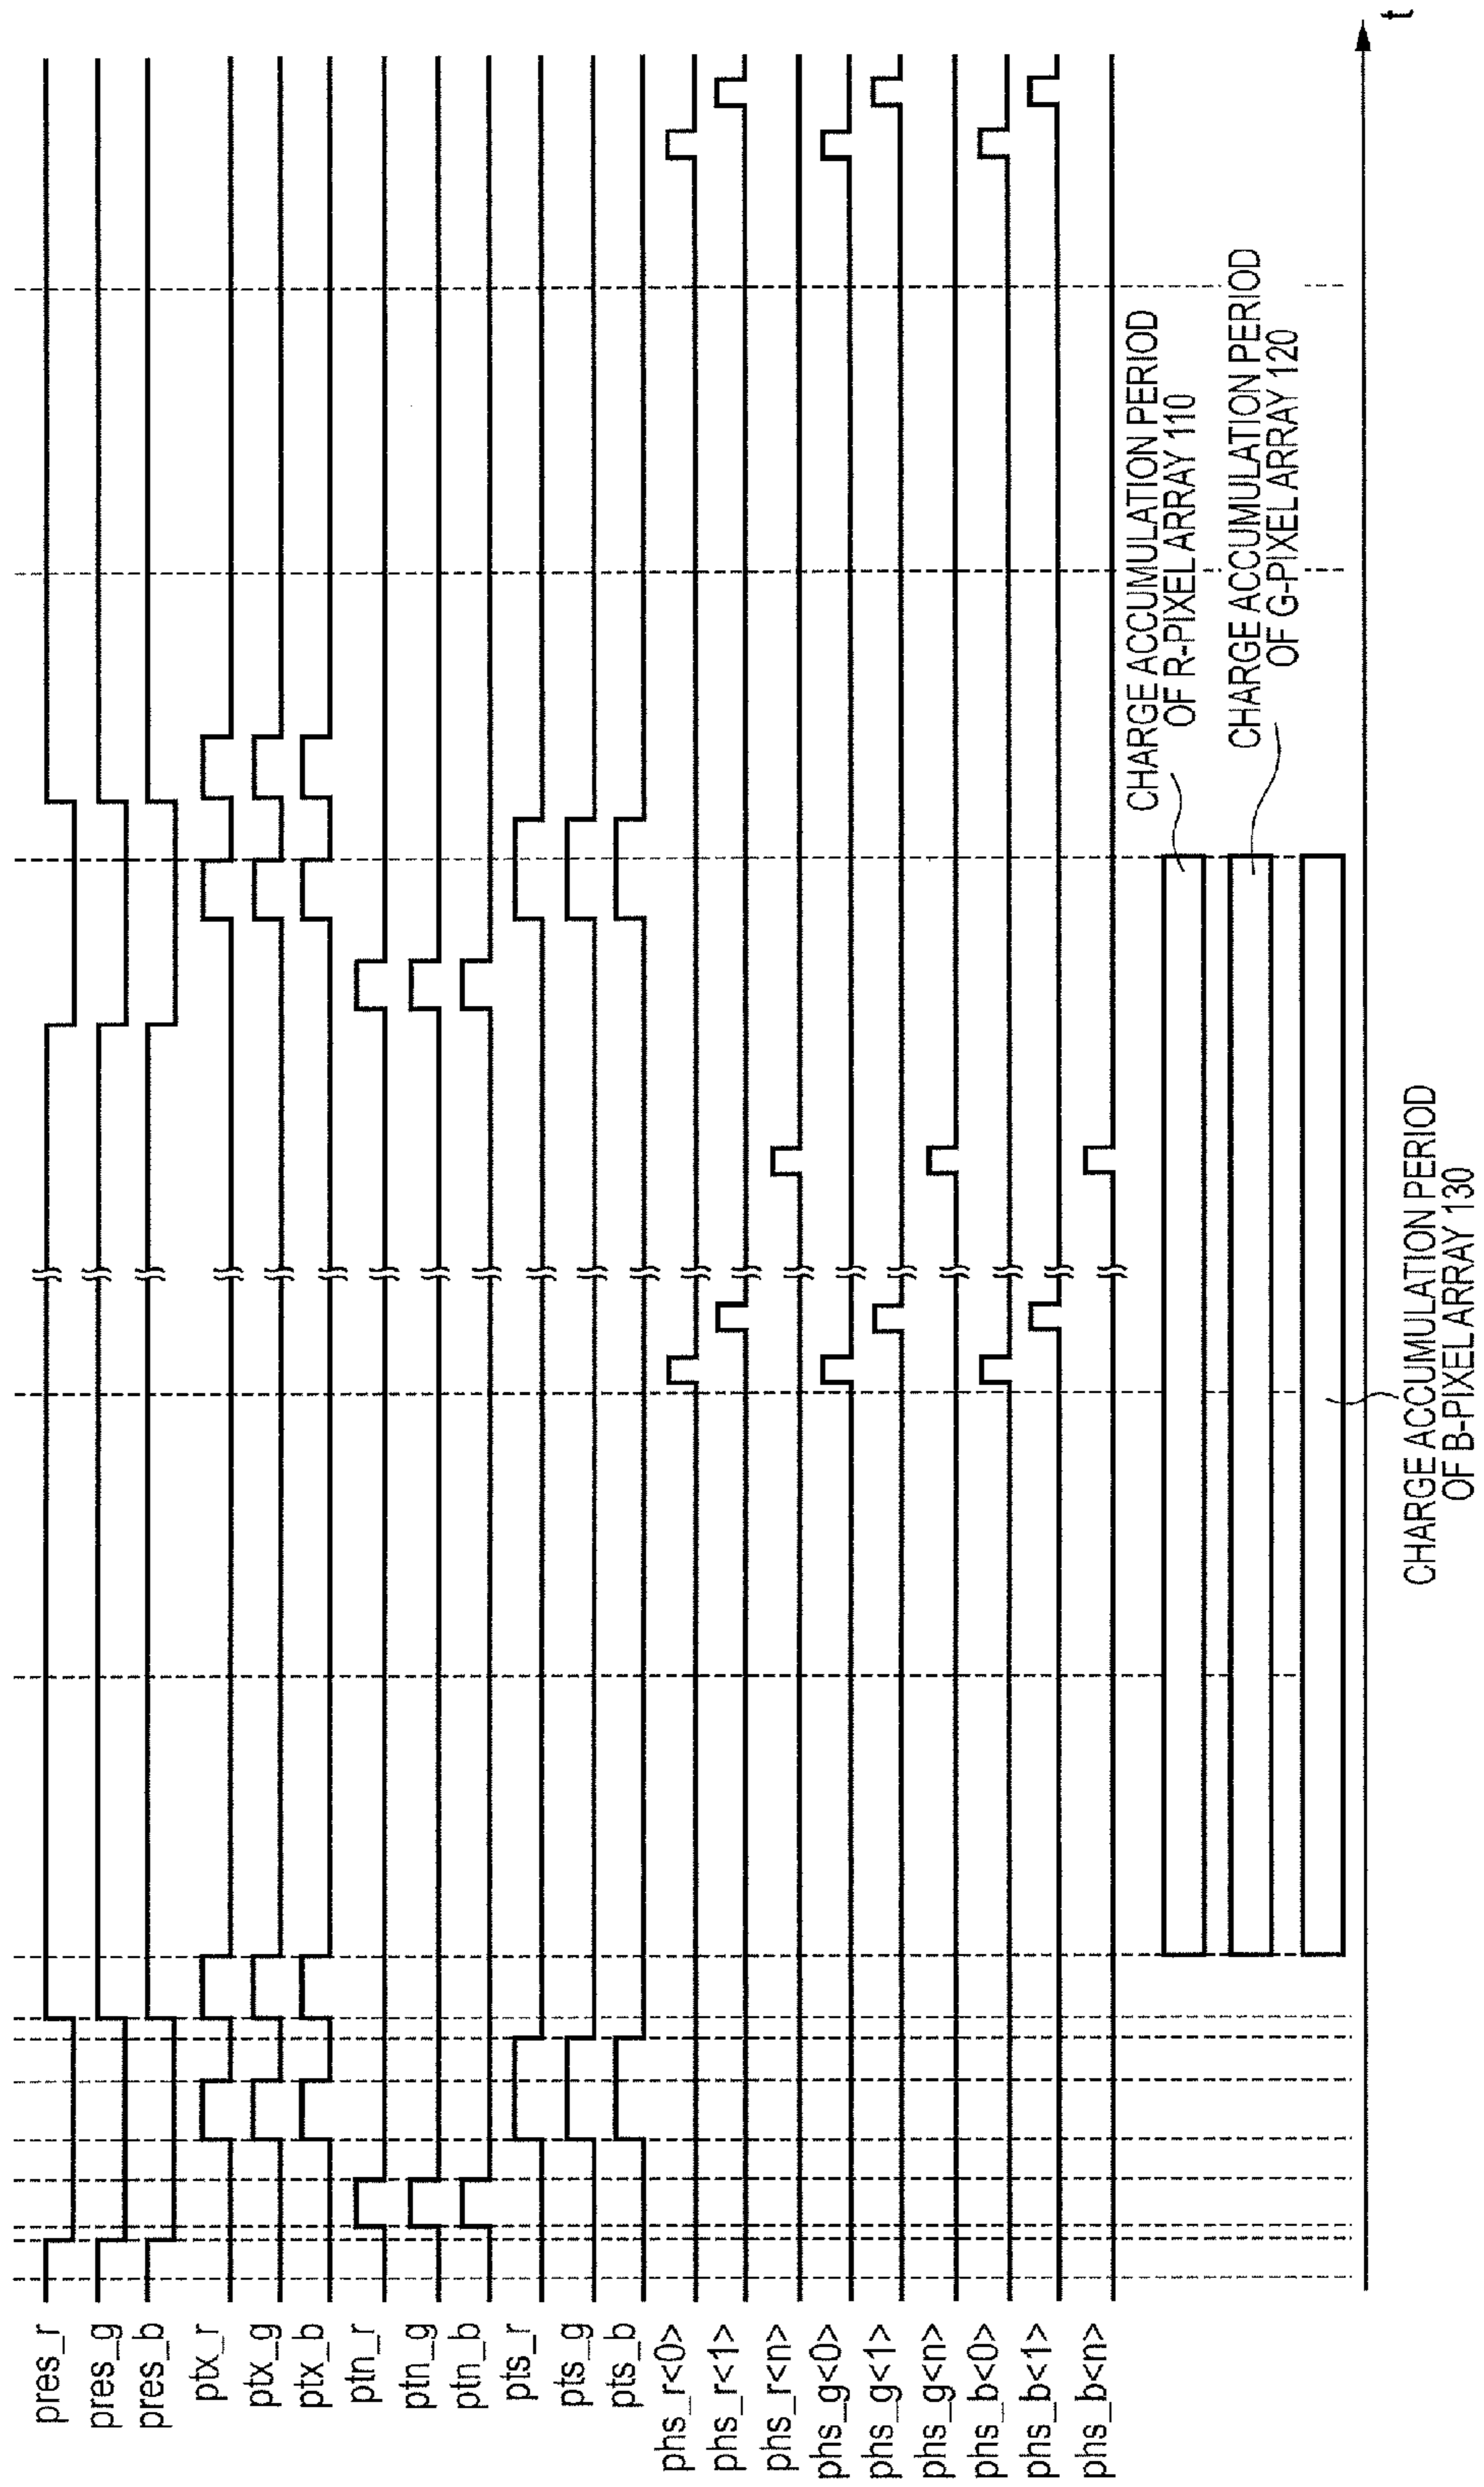 pres_r
pres_g
pres_b
ptx_r
ptx_g
ptx_b
ptn_r
ptn_g
ptn_b
pts_r
pts_g
pts_b
phs_r<0>
phs_r<1>
phs_r<n>
phs_g<0>
phs_g<1>
phs_g<n>
phs_b<0>
phs_b<1>
phs_b<n>
CHARGE ACCUMULATION PERIOD
OF R-PIXEL ARRAY 110
CHARGE ACCUMULATION PERIOD
OF G-PIXEL ARRAY 120
t
CHARGE ACCUMULATION PERIOD
OF B-PIXEL ARRAY 130